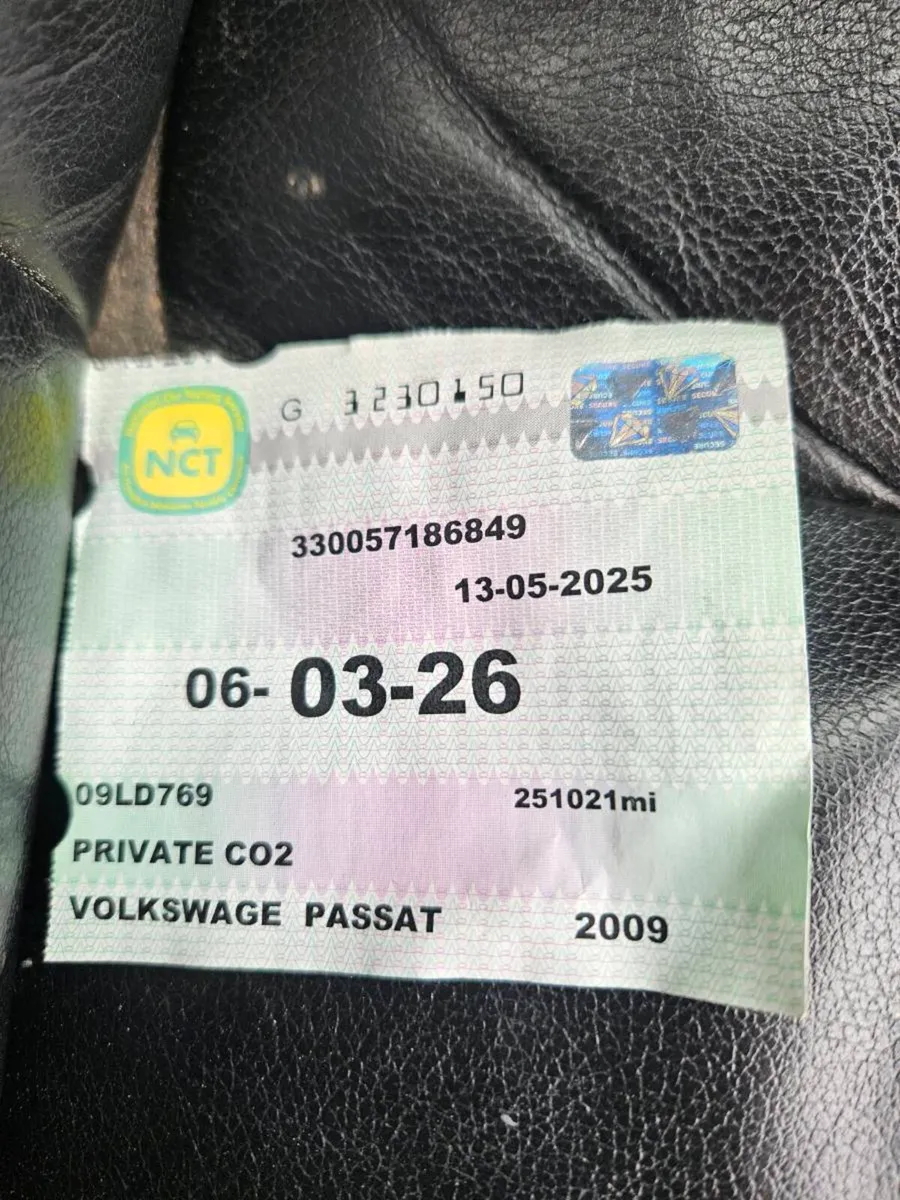 G 3230150
NCT
330057186849
13-05-2025
06- 03-26
09LD769 251021mi
PRIVATE CO2
VOLKSWAGE PASSAT 2009